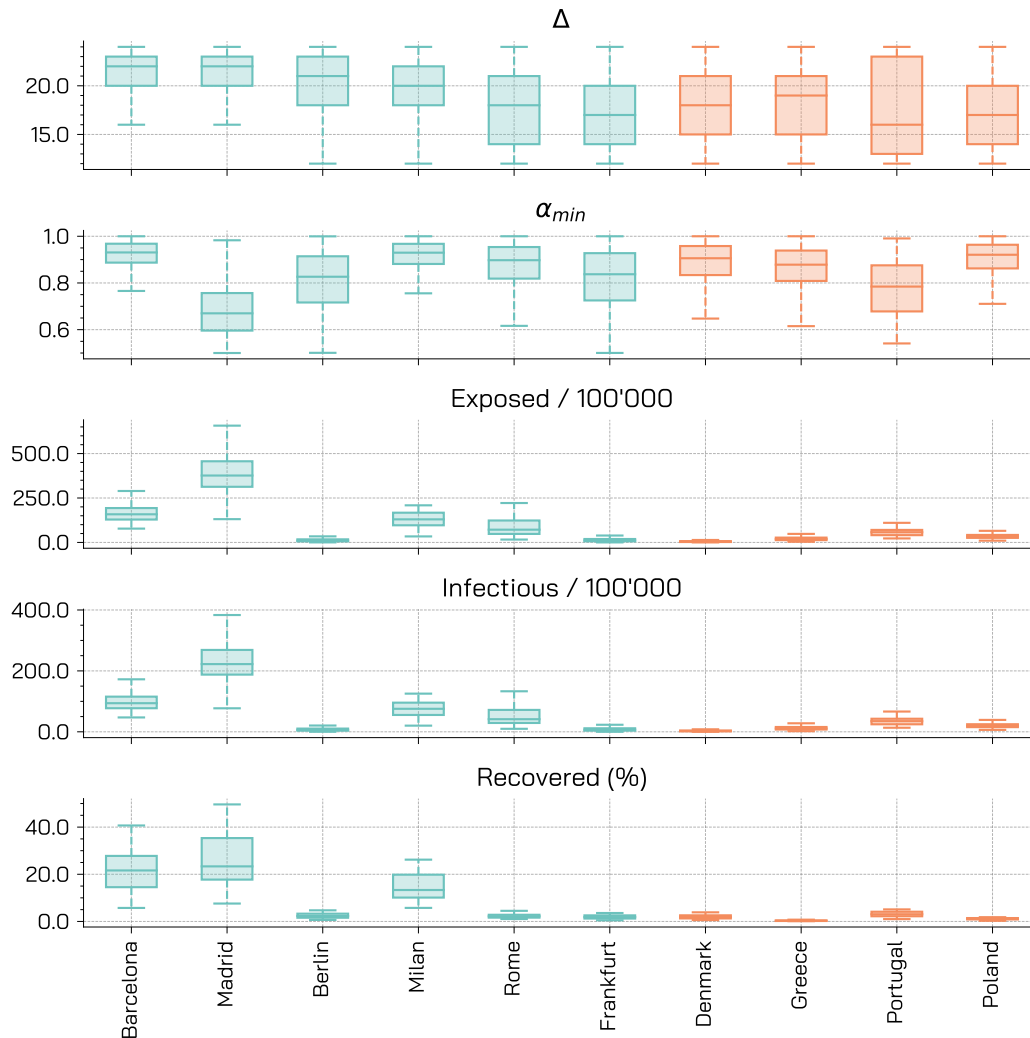 Δ
20.0
15.0
α_min
1.0
0.8
0.6
Exposed / 100'000
500.0
250.0
0.0
Infectious / 100'000
400.0
200.0
0.0
Recovered (%)
40.0
20.0
0.0
Barcelona
Madrid
Berlin
Milan
Rome
Frankfurt
Denmark
Greece
Portugal
Poland